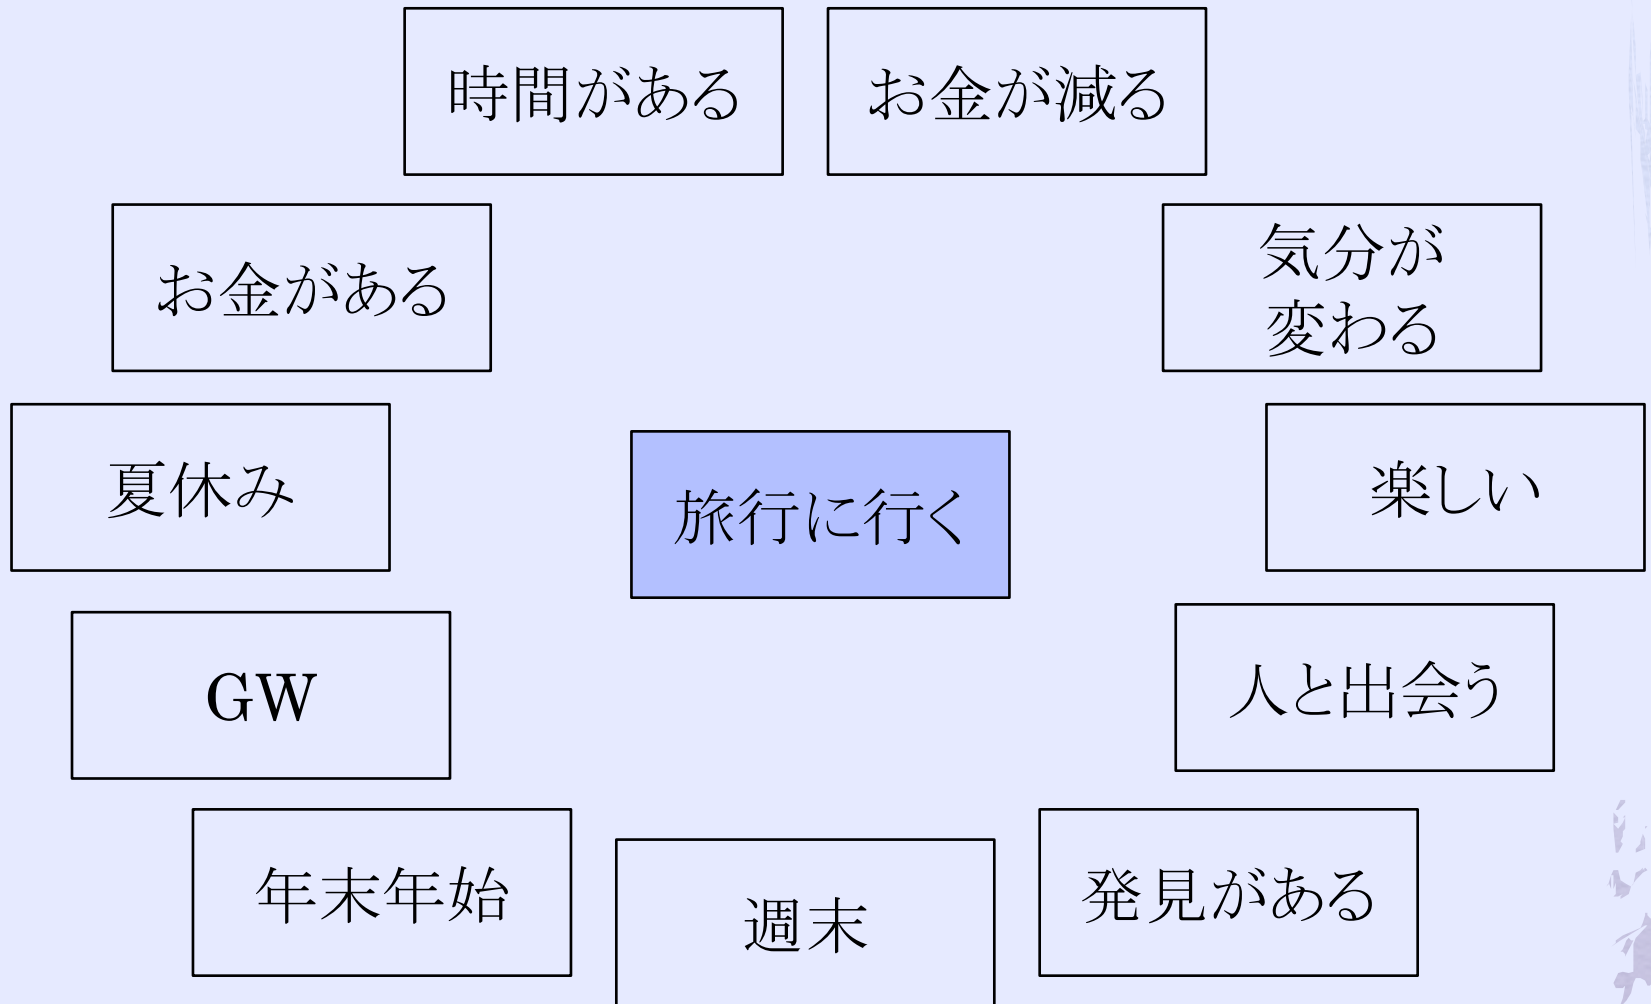 時間がある
お金が減る
お金がある
気分が
変わる
夏休み
旅行に行く
楽しい
GW
人と出会う
年末年始
週末
発見がある